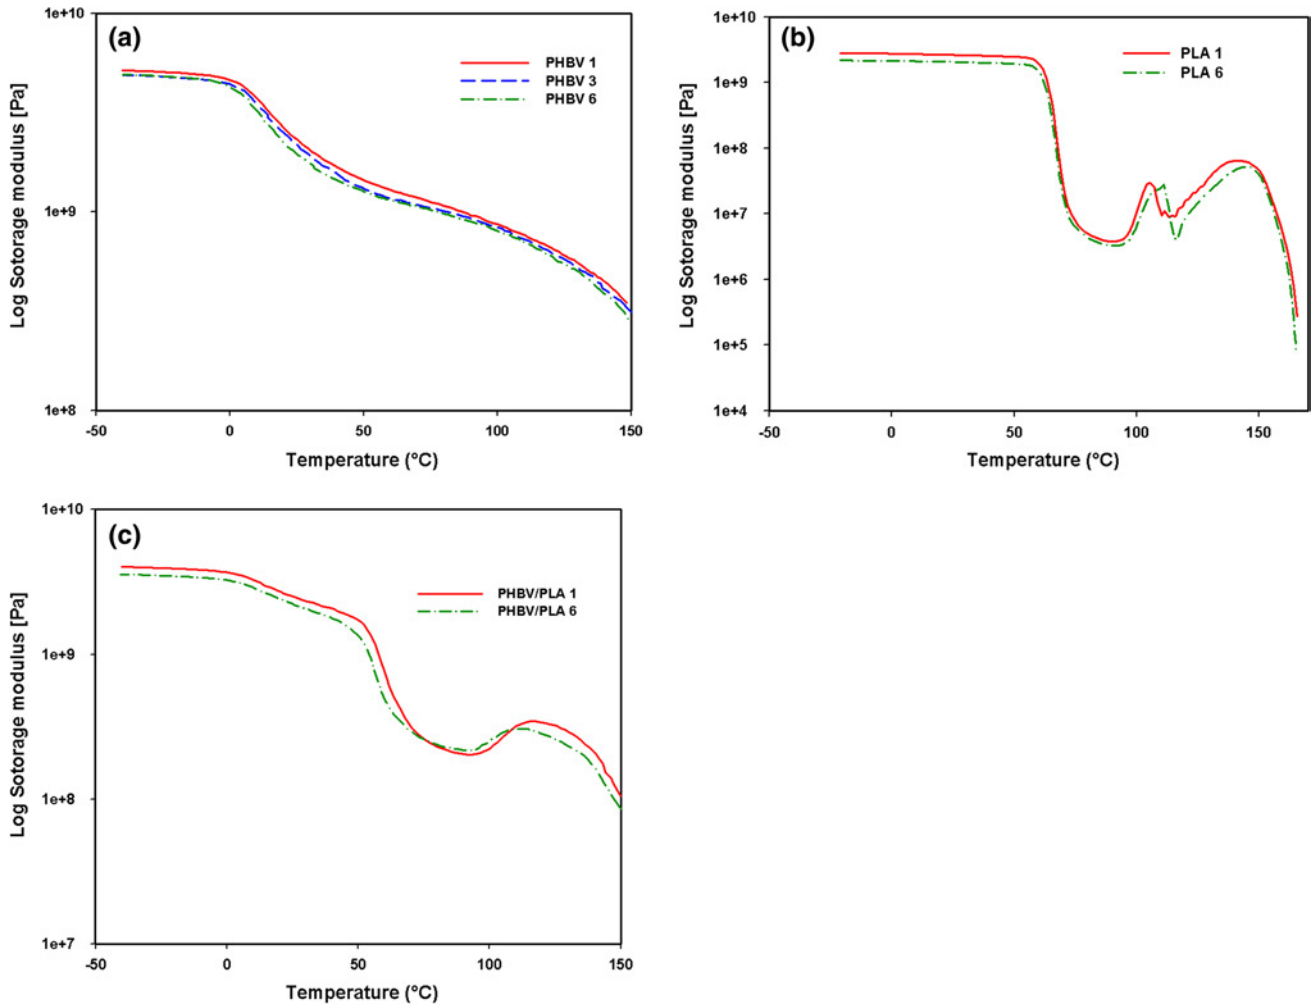 (a)
1e+10
1e+9
1e+8
Log Sotorage modulus [Pa]
PHBV 1
PHBV 3
PHBV 6
-50 0 50 100 150
Temperature (°C)
(b)
1e+10
1e+9
1e+8
1e+7
1e+6
1e+5
1e+4
Log Sotorage modulus [Pa]
PLA 1
PLA 6
-50 0 50 100 150
Temperature (°C)
(c)
1e+10
1e+9
1e+8
1e+7
Log Sotorage modulus [Pa]
PHBV/PLA 1
PHBV/PLA 6
-50 0 50 100 150
Temperature (°C)